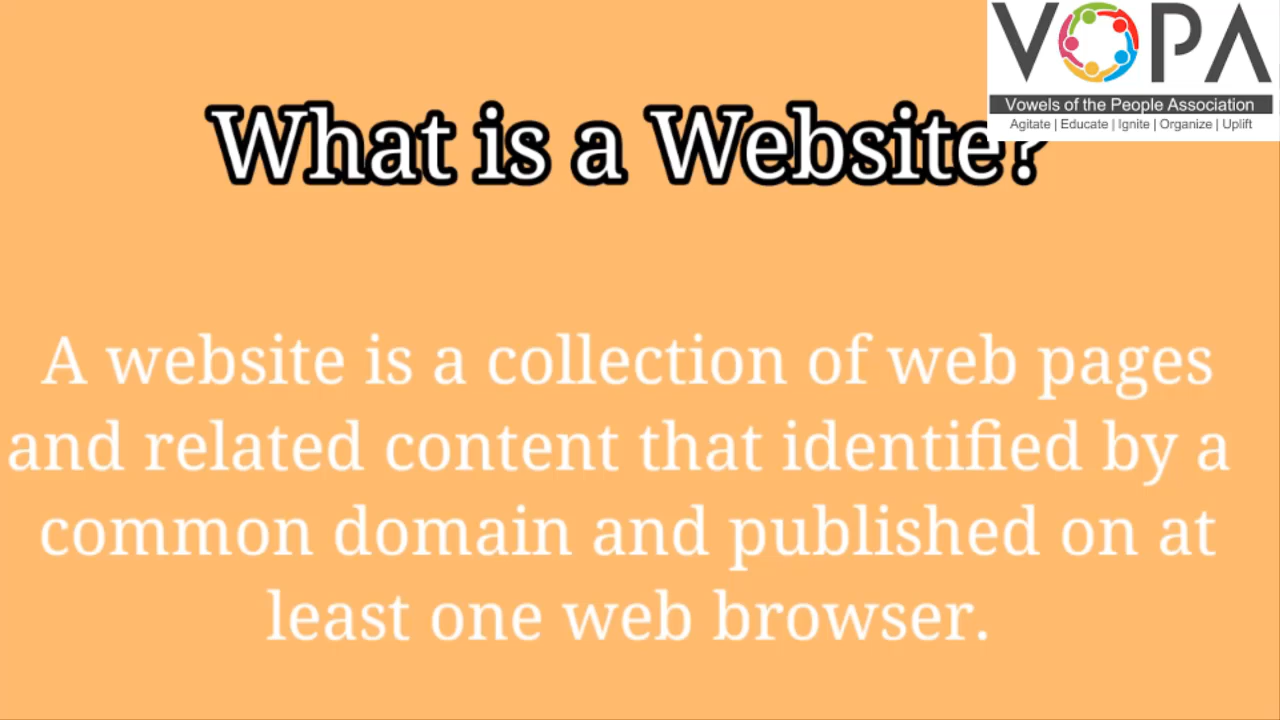 VOPA
Vowels of the People Association
Agitate | Educate | Ignite | Organize | Uplift
What is a Website?
A website is a collection of web pages
and related content that identified by a
common domain and published on at
least one web browser.